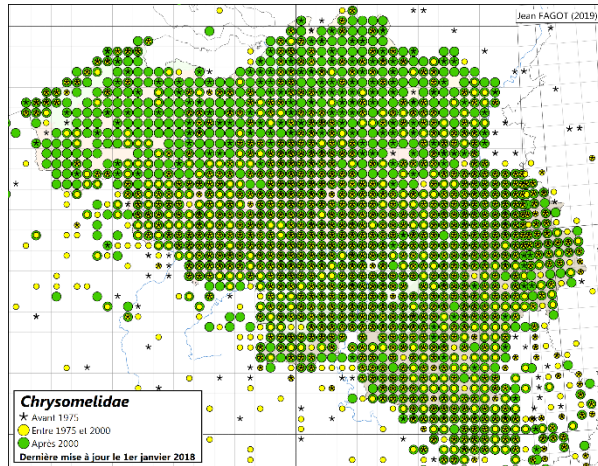 Jean FAGOT (2019)
Chrysomelidae
Avant 1975
Entre 1975 et 2000
Après 2000
Dernière mise à jour le 1er janvier 2018